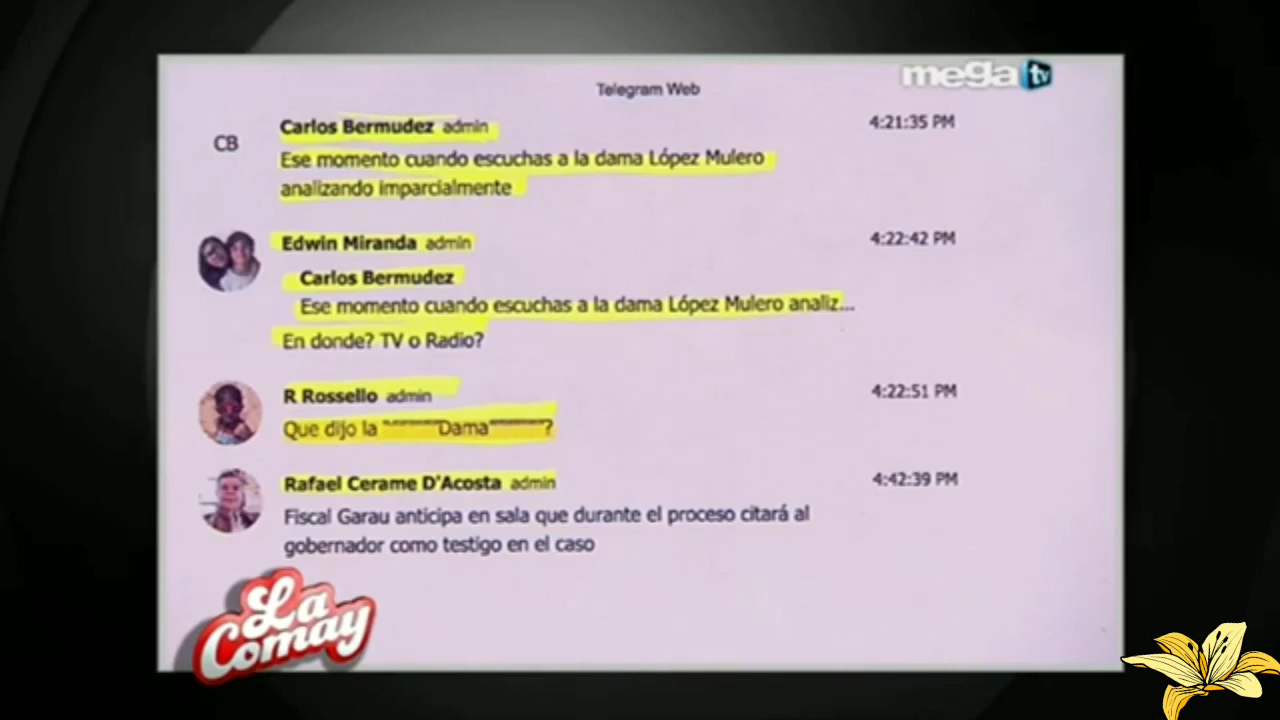 mega tv
Telegram Web
CB
Carlos Bermudez admin
4:21:35 PM
Ese momento cuando escuchas a la dama López Mulero
analizando imparcialmente
Edwin Miranda admin
4:22:42 PM
Carlos Bermudez
Ese momento cuando escuchas a la dama López Mulero analiz...
En donde? TV o Radio?
R Rossello admin
4:22:51 PM
Que dijo la """"""""Dama""""""""?
Rafael Cerame D'Acosta admin
4:42:39 PM
Fiscal Garau anticipa en sala que durante el proceso citará al
gobernador como testigo en el caso
La
Comay